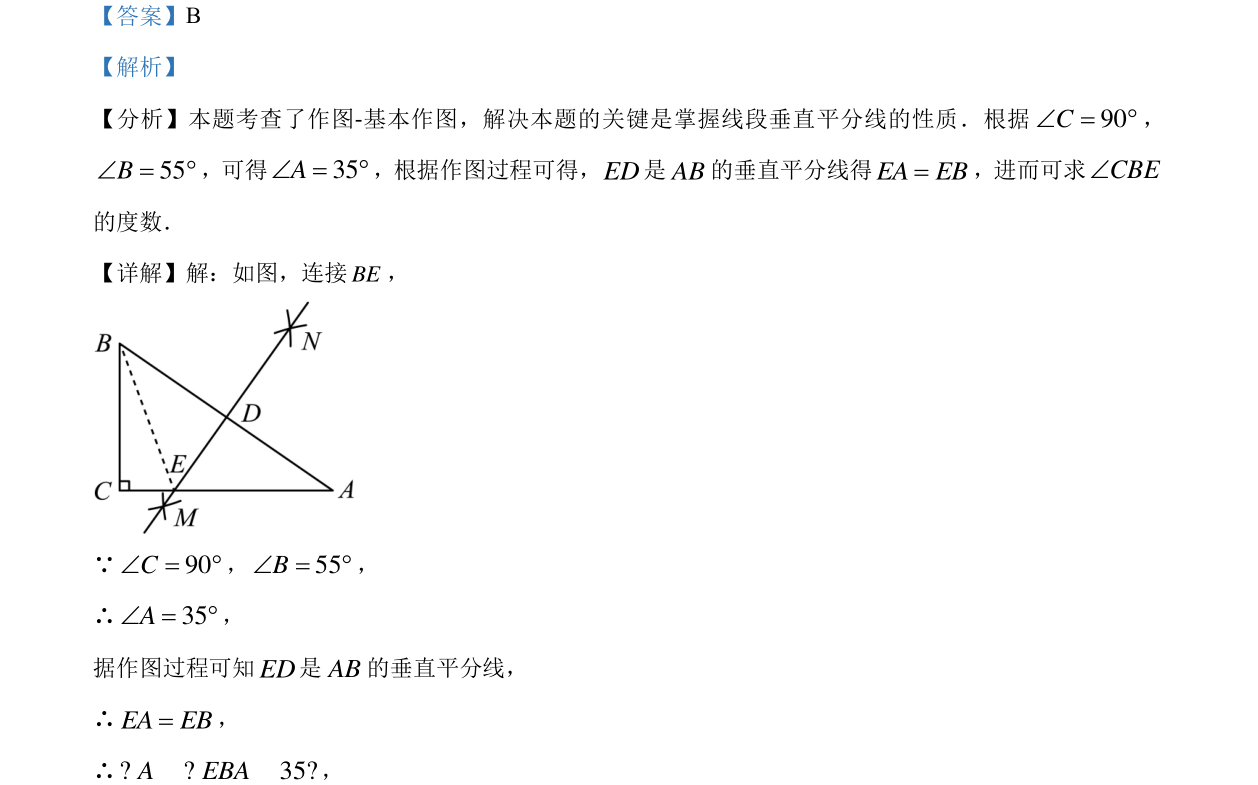 【答案】B
【解析】
【分析】本题考查了作图-基本作图，解决本题的关键是掌握线段垂直平分线的性质．根据∠C＝90°，
∠B＝55°，可得∠A＝35°，根据作图过程可得，ED是AB的垂直平分线得EA＝EB，进而可求∠CBE
的度数．
【详解】解：如图，连接BE，
B
N
D
E
C
A
M
∵∠C＝90°，∠B＝55°，
∴∠A＝35°，
据作图过程可知ED是AB的垂直平分线，
∴EA＝EB，
∴?A ?EBA 35?，